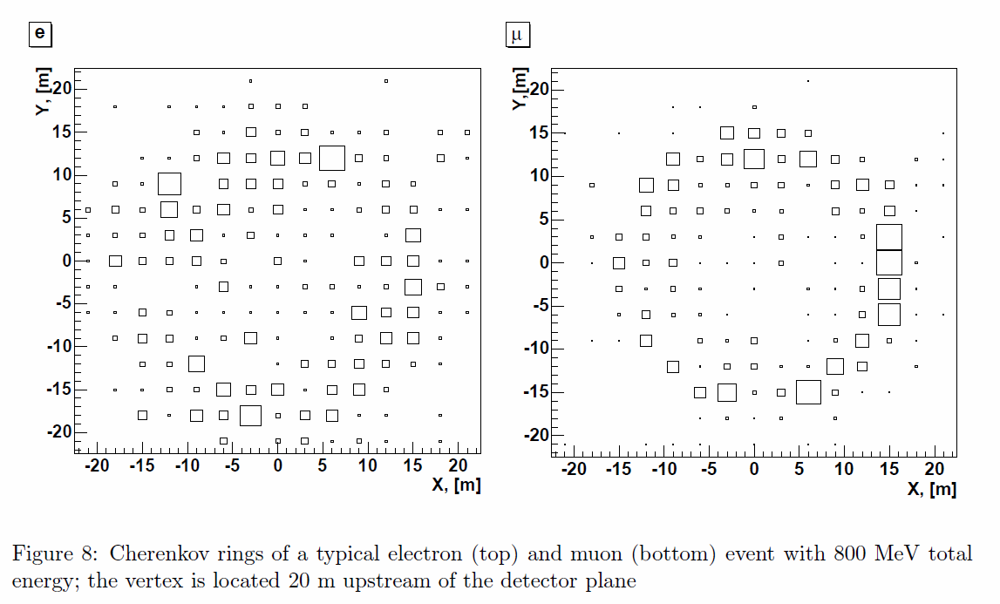 e
μ
Y, [m]
20
15
10
5
0
-5
-10
-15
-20
-20 -15 -10 -5 0 5 10 15 20
X, [m]
Y,[m]
20
15
10
5
0
-5
-10
-15
-20
-20 -15 -10 -5 0 5 10 15 20
X, [m]
Figure 8: Cherenkov rings of a typical electron (top) and muon (bottom) event with 800 MeV total
energy; the vertex is located 20 m upstream of the detector plane